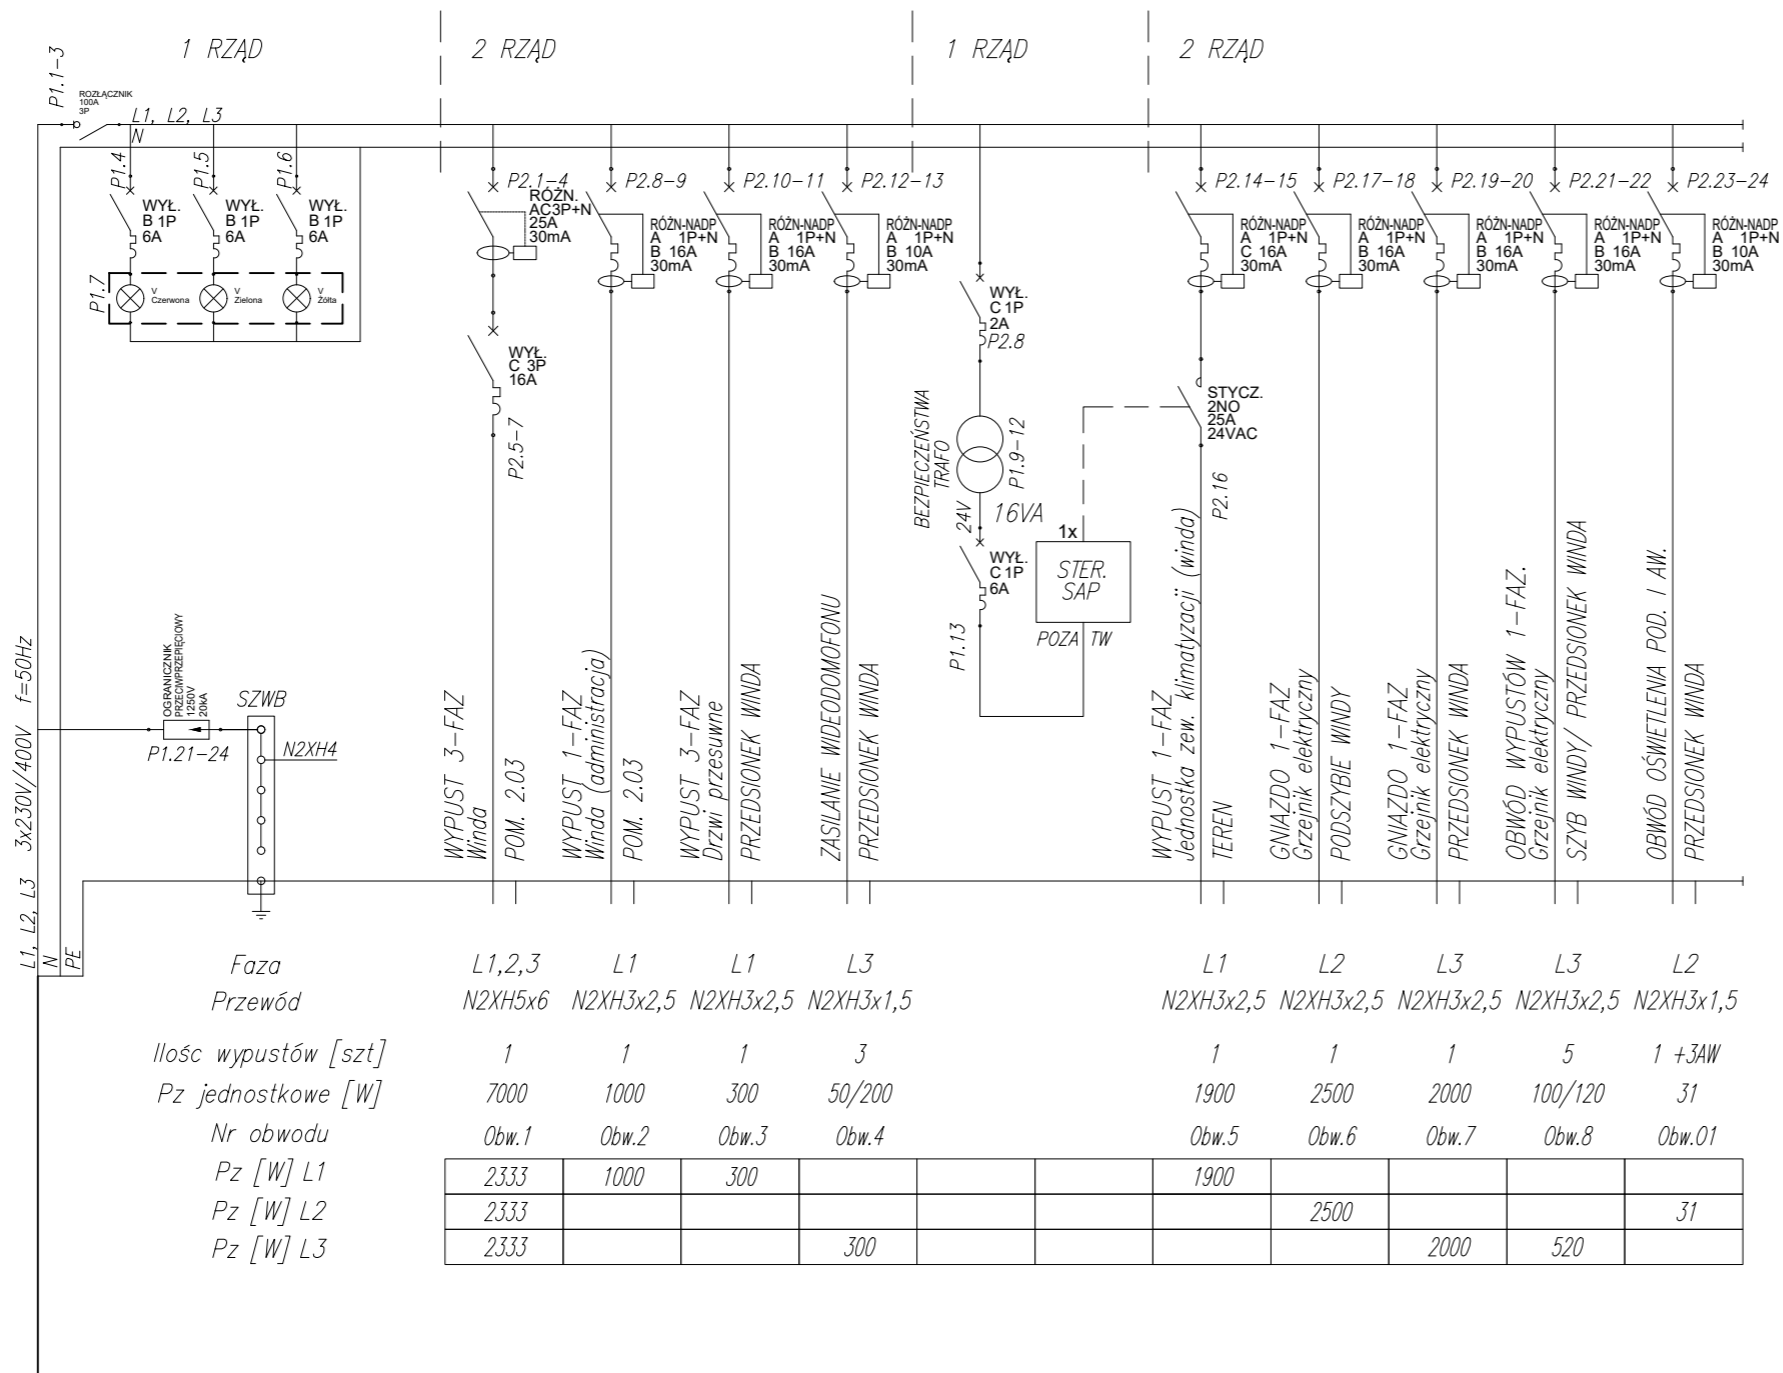 1 RZĄD
2 RZĄD
1 RZĄD
2 RZĄD
P1.1-3
ROZŁĄCZNIK
100A
3P
L1, L2, L3
N
P1.4
WYŁ.
B 1P
6A
P1.5
WYŁ.
B 1P
6A
P1.6
WYŁ.
B 1P
6A
P1.7
V
Czerwona
V
Zielona
V
Żółta
P2.1-4
RÓŻN.
AC3P+N
25A
30mA
WYŁ.
C 3P
16A
P2.5-7
P2.8-9
RÓŻN-NADP
A 1P+N
B 16A
30mA
P2.10-11
RÓŻN-NADP
A 1P+N
B 16A
30mA
P2.12-13
RÓŻN-NADP
A 1P+N
B 10A
30mA
WYŁ.
C 1P
2A
P2.8
BEZPIECZEŃSTWA
TRAFO
P1.9-12
24V
16VA
WYŁ.
C 1P
6A
P1.13
1x
STER.
SAP
POZA TW
P2.14-15
RÓŻN-NADP
A 1P+N
C 16A
30mA
STYCZ.
2NO
25A
24VAC
P2.16
P2.17-18
RÓŻN-NADP
A 1P+N
B 16A
30mA
P2.19-20
RÓŻN-NADP
A 1P+N
B 16A
30mA
P2.21-22
RÓŻN-NADP
A 1P+N
B 16A
30mA
P2.23-24
RÓŻN-NADP
A 1P+N
B 10A
30mA
L1, L2, L3 3x230V/400V f=50Hz
N
PE
OGRANICZNIK
PRZECIWPRZEPIĘCIOWY
1250V
20kA
P1.21-24
SZWB
N2XH4
WYPUST 3-FAZ
Winda
POM. 2.03
WYPUST 1-FAZ
Winda (administracja)
POM. 2.03
WYPUST 3-FAZ
Drzwi przesuwne
PRZEDSIONEK WINDA
ZASILANIE WIDEODOMOFONU
PRZEDSIONEK WINDA
WYPUST 1-FAZ
Jednostka zew. klimatyzacji (winda)
TEREN
GNIAZDO 1-FAZ
Grzejnik elektryczny
PODSZYBIE WINDY
GNIAZDO 1-FAZ
Grzejnik elektryczny
PRZEDSIONEK WINDA
OBWÓD WYPUSTÓW 1-FAZ.
Grzejnik elektryczny
SZYB WINDY/ PRZEDSIONEK WINDA
OBWÓD OŚWIETLENIA POD. I AW.
PRZEDSIONEK WINDA
Faza L1,2,3 L1 L1 L3 L1 L2 L3 L3 L2
Przewód N2XH5x6 N2XH3x2,5 N2XH3x2,5 N2XH3x1,5 N2XH3x2,5 N2XH3x2,5 N2XH3x2,5 N2XH3x2,5 N2XH3x1,5
Ilośc wypustów [szt] 1 1 1 3 1 1 1 5 1 +3AW
Pz jednostkowe [W] 7000 1000 300 50/200 1900 2500 2000 100/120 31
Nr obwodu Obw.1 Obw.2 Obw.3 Obw.4 Obw.5 Obw.6 Obw.7 Obw.8 Obw.01
Pz [W] L1 2333 1000 300 1900
Pz [W] L2 2333 2500 31
Pz [W] L3 2333 300 2000 520